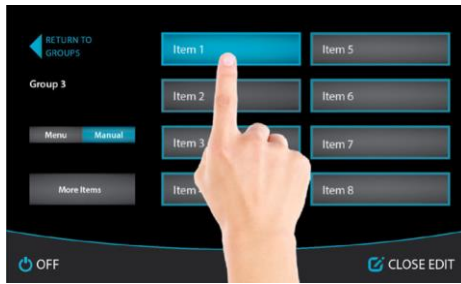 RETURN TO
GROUPS
Group 3
Menu Manual
More Items
Item 1
Item 2
Item 3
Item
Item 5
Item 6
Item 7
Item 8
OFF
CLOSE EDIT